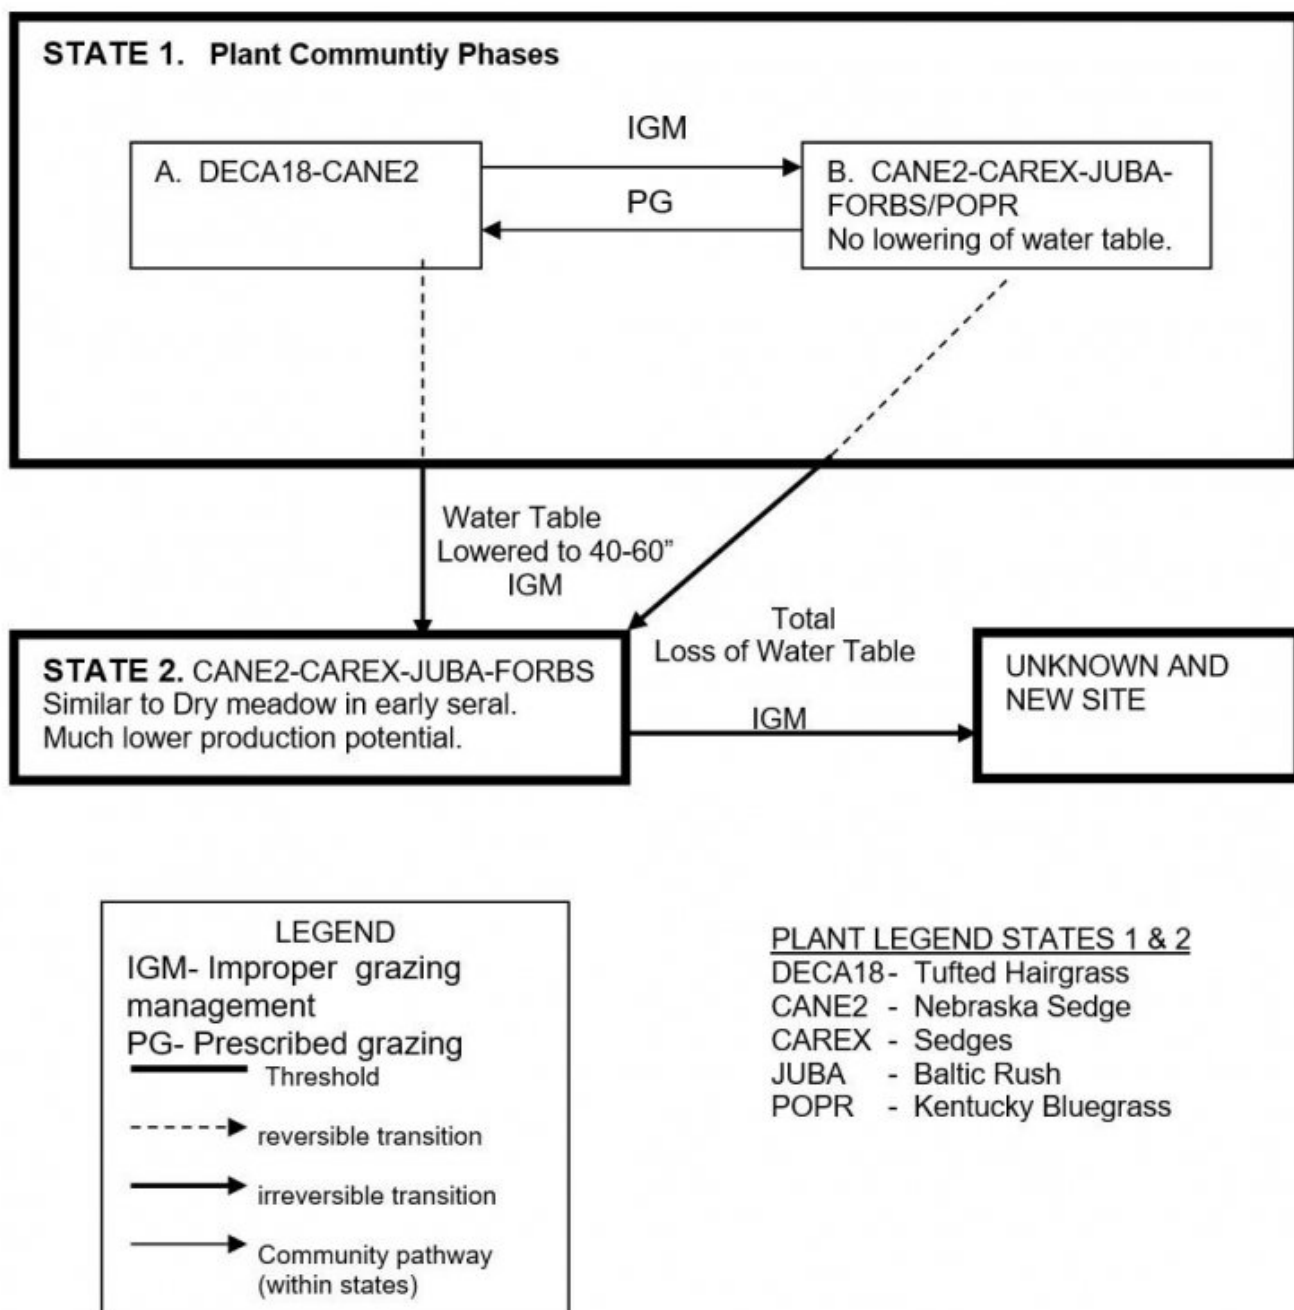 STATE 1. Plant Communtiy Phases
IGM
A. DECA18-CANE2
PG
B. CANE2-CAREX-JUBA-
FORBS/POPR
No lowering of water table.
Water Table
Lowered to 40-60”
IGM
Total
Loss of Water Table
IGM
STATE 2. CANE2-CAREX-JUBA-FORBS
Similar to Dry meadow in early seral.
Much lower production potential.
UNKNOWN AND
NEW SITE
LEGEND
IGM- Improper grazing
management
PG- Prescribed grazing
Threshold
reversible transition
irreversible transition
Community pathway
(within states)
PLANT LEGEND STATES 1 & 2
DECA18 - Tufted Hairgrass
CANE2 - Nebraska Sedge
CAREX - Sedges
JUBA - Baltic Rush
POPR - Kentucky Bluegrass